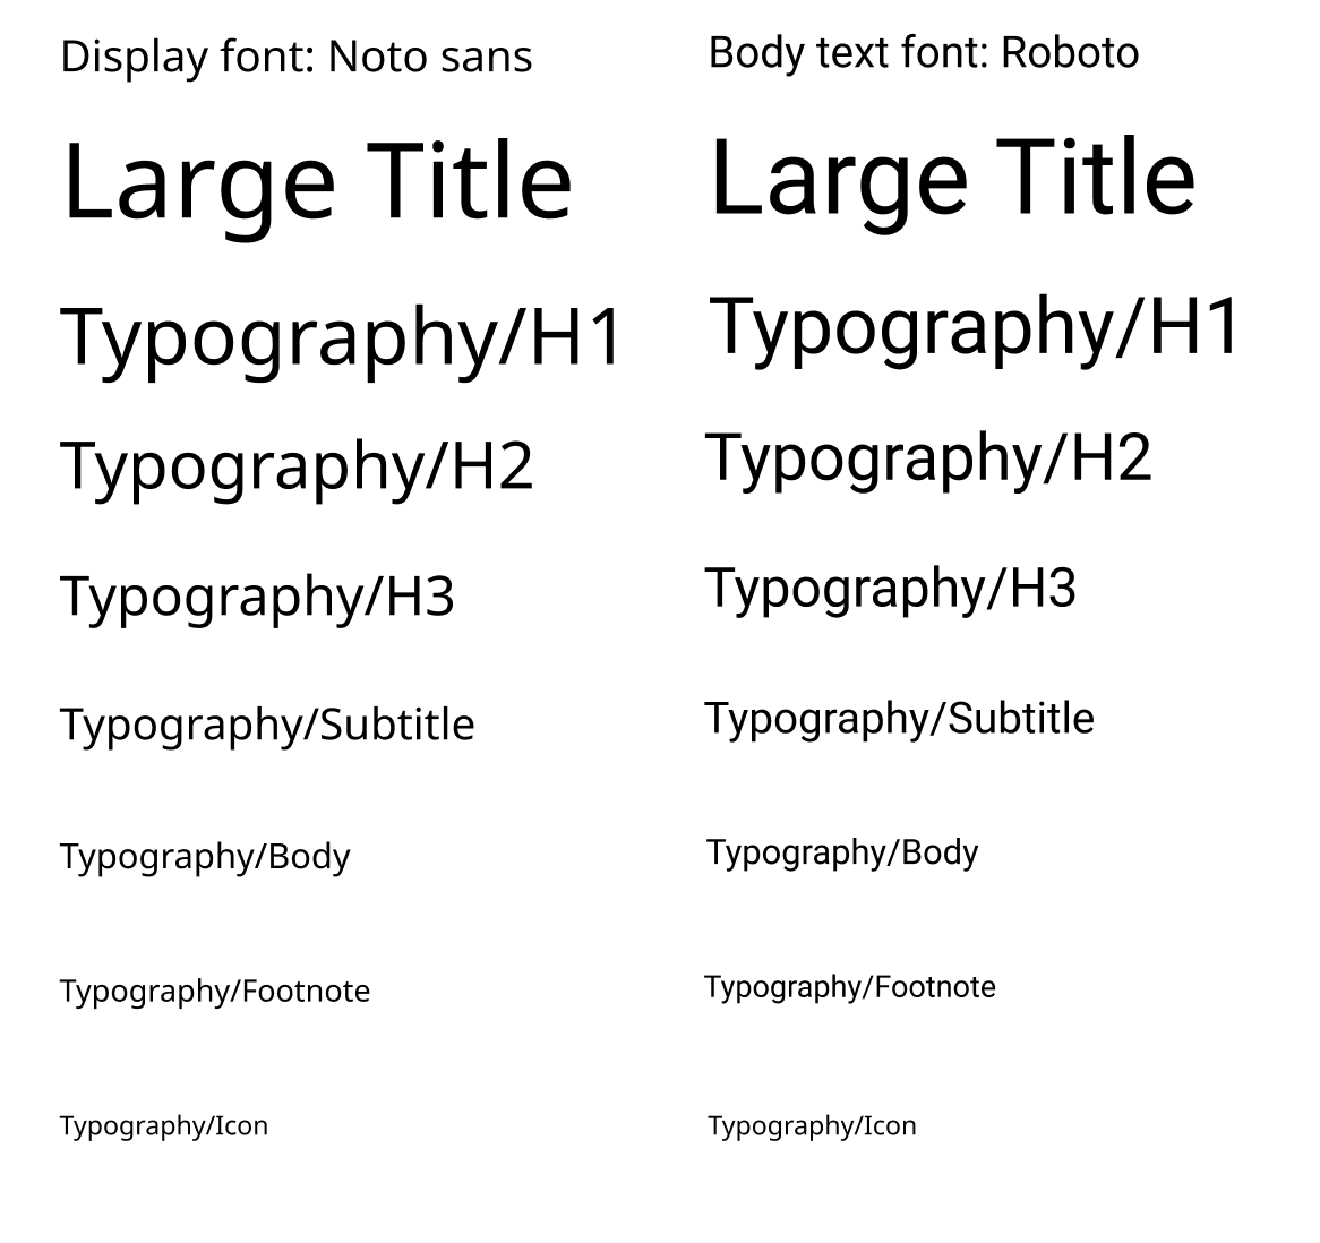 Display font: Noto sans
Large Title
Typography/H1
Typography/H2
Typography/H3
Typography/Subtitle
Typography/Body
Typography/Footnote
Typography/Icon
Body text font: Roboto
Large Title
Typography/H1
Typography/H2
Typography/H3
Typography/Subtitle
Typography/Body
Typography/Footnote
Typography/Icon